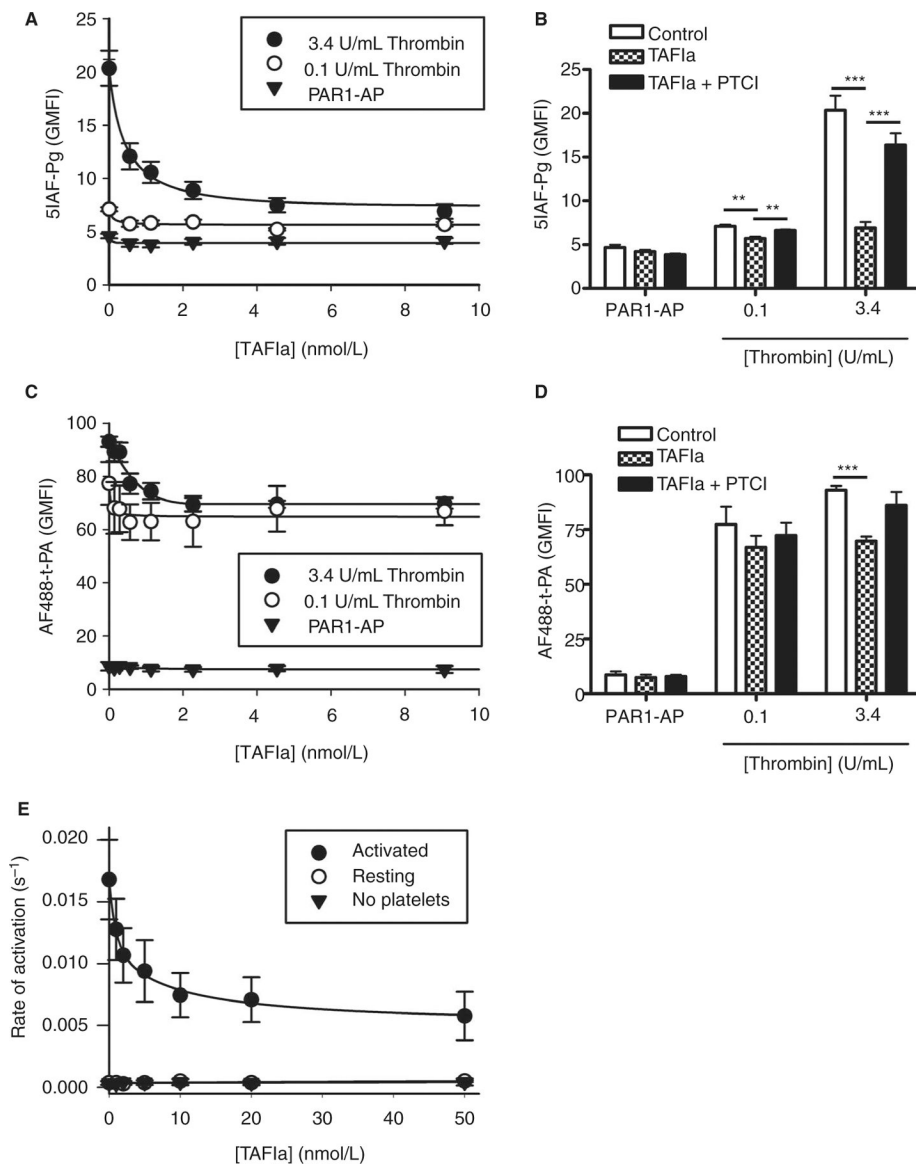 A
25
20
15
10
5
0
5IAF-Pg (GMFI)
3.4 U/mL Thrombin
0.1 U/mL Thrombin
PAR1-AP
0 2 4 6 8 10
[TAFIa] (nmol/L)
B
Control
TAFIa
TAFIa + PTCI
25
20
15
10
5
0
5IAF-Pg (GMFI)
** **
*** ***
PAR1-AP 0.1 3.4
[Thrombin] (U/mL)
C
100
80
60
40
20
0
AF488-t-PA (GMFI)
3.4 U/mL Thrombin
0.1 U/mL Thrombin
PAR1-AP
0 2 4 6 8 10
[TAFIa] (nmol/L)
D
Control
TAFIa
TAFIa + PTCI
100
75
50
25
0
AF488-t-PA (GMFI)
***
PAR1-AP 0.1 3.4
[Thrombin] (U/mL)
E
0.020
0.015
0.010
0.005
0.000
Rate of activation (s⁻¹)
Activated
Resting
No platelets
0 10 20 30 40 50
[TAFIa] (nmol/L)